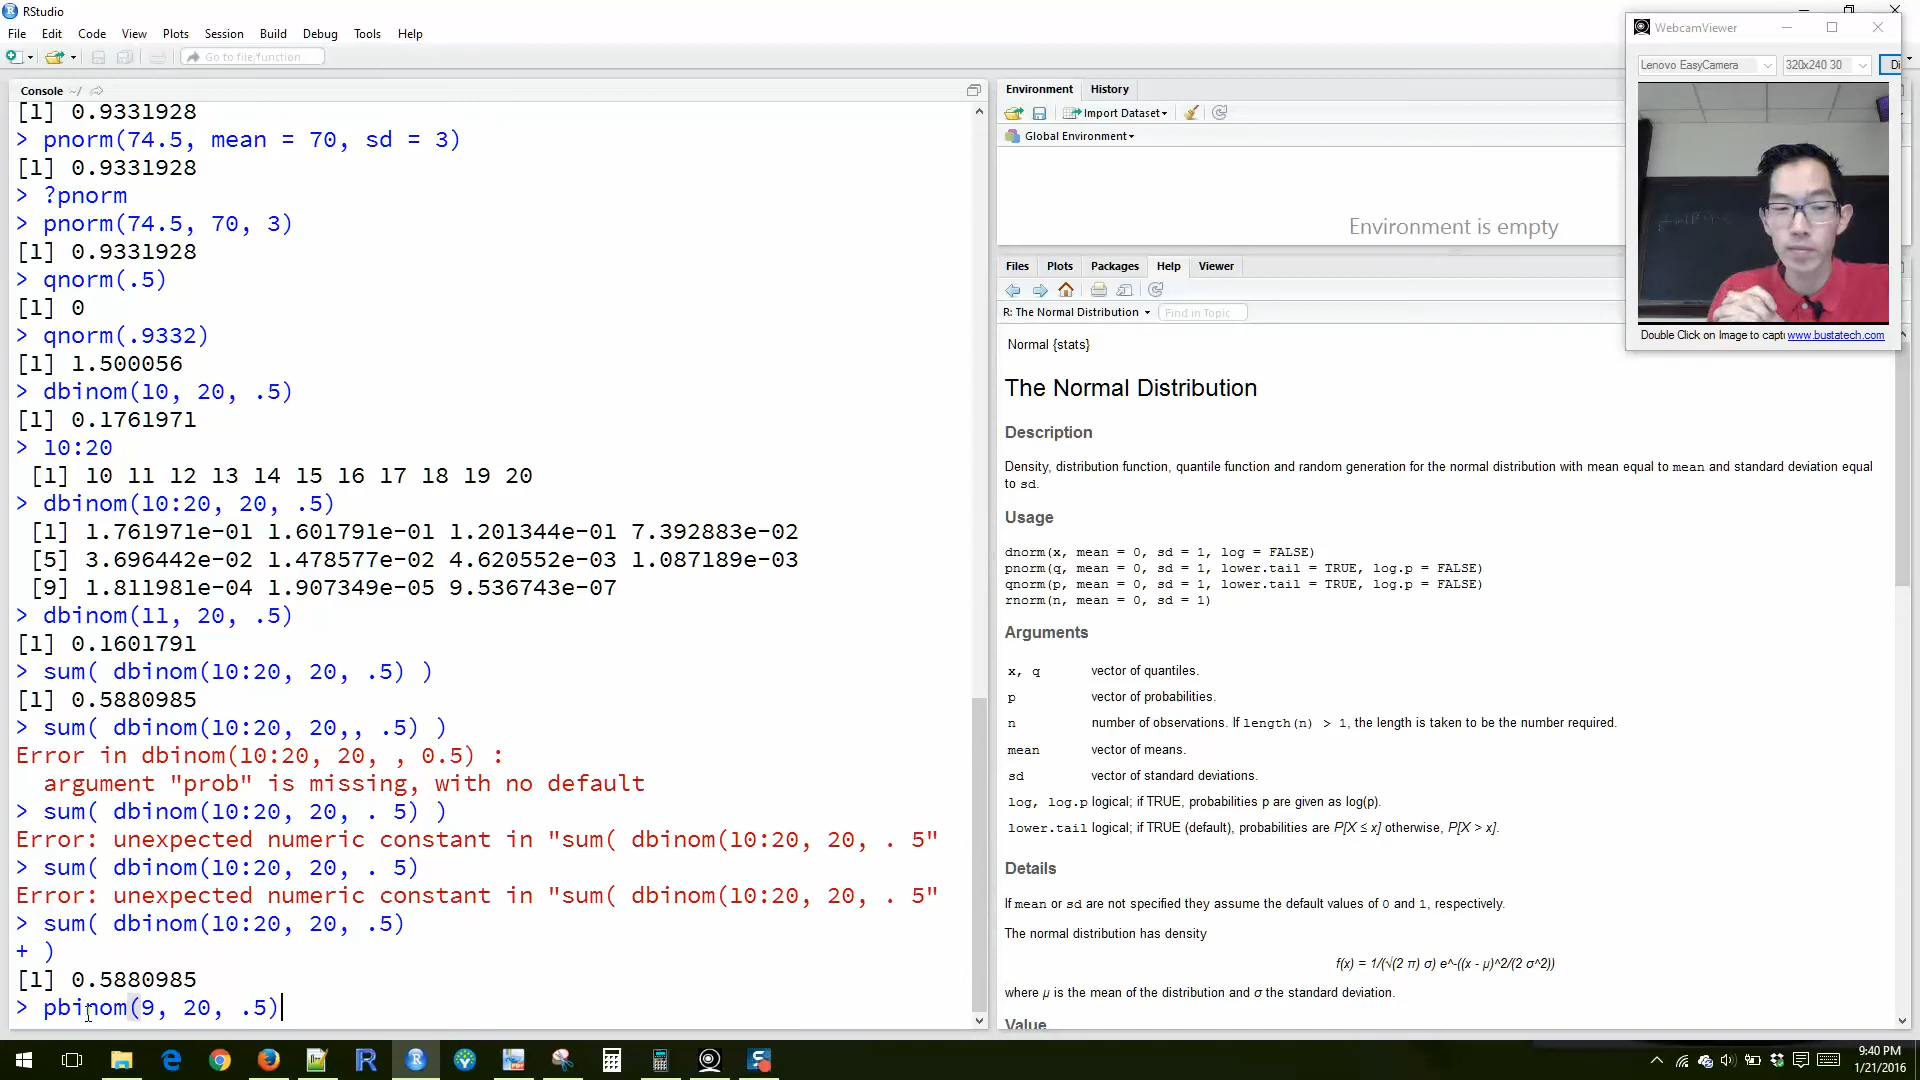 RStudio
File Edit Code View Plots Session Build Debug Tools Help
Go to file/function
Console ~/
[1] 0.9331928
> pnorm(74.5, mean = 70, sd = 3)
[1] 0.9331928
> ?pnorm
> pnorm(74.5, 70, 3)
[1] 0.9331928
> qnorm(.5)
[1] 0
> qnorm(.9332)
[1] 1.500056
> dbinom(10, 20, .5)
[1] 0.1761971
> 10:20
[1] 10 11 12 13 14 15 16 17 18 19 20
> dbinom(10:20, 20, .5)
[1] 1.761971e-01 1.601791e-01 1.201344e-01 7.392883e-02
[5] 3.696442e-02 1.478577e-02 4.620552e-03 1.087189e-03
[9] 1.811981e-04 1.907349e-05 9.536743e-07
> dbinom(11, 20, .5)
[1] 0.1601791
> sum( dbinom(10:20, 20, .5) )
[1] 0.5880985
> sum( dbinom(10:20, 20,, .5) )
Error in dbinom(10:20, 20, , 0.5) :
argument "prob" is missing, with no default
> sum( dbinom(10:20, 20, . 5) )
Error: unexpected numeric constant in "sum( dbinom(10:20, 20, . 5"
> sum( dbinom(10:20, 20, . 5)
Error: unexpected numeric constant in "sum( dbinom(10:20, 20, . 5"
> sum( dbinom(10:20, 20, .5)
+ )
[1] 0.5880985
> pbinom(9, 20, .5)
Environment History
Import Dataset
Global Environment
Environment is empty
Files Plots Packages Help Viewer
R: The Normal Distribution Find in Topic
Normal {stats}
The Normal Distribution
Description
Density, distribution function, quantile function and random generation for the normal distribution with mean equal to mean and standard deviation equal
to sd.
Usage
dnorm(x, mean = 0, sd = 1, log = FALSE)
pnorm(q, mean = 0, sd = 1, lower.tail = TRUE, log.p = FALSE)
qnorm(p, mean = 0, sd = 1, lower.tail = TRUE, log.p = FALSE)
rnorm(n, mean = 0, sd = 1)
Arguments
x, q vector of quantiles.
p vector of probabilities.
n number of observations. If length(n) > 1, the length is taken to be the number required.
mean vector of means.
sd vector of standard deviations.
log, log.p logical; if TRUE, probabilities p are given as log(p).
lower.tail logical; if TRUE (default), probabilities are P[X ≤ x] otherwise, P[X > x].
Details
If mean or sd are not specified they assume the default values of 0 and 1, respectively.
The normal distribution has density
f(x) = 1/(√(2 π) σ) e^-((x - μ)^2/(2 σ^2))
where μ is the mean of the distribution and σ the standard deviation.
Value
WebcamViewer
Lenovo EasyCamera 320x240 30 Di
Double Click on Image to capt www.bustatech.com
9:40 PM
1/21/2016